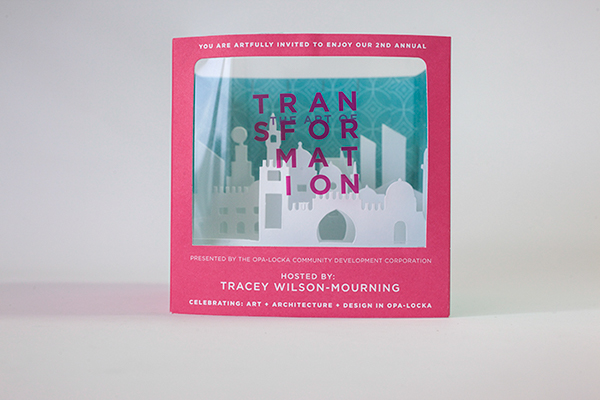 YOU ARE ARTFULLY INVITED TO ENJOY OUR 2ND ANNUAL
TRAN
THE ART OF
SFOR
MAT
ION
PRESENTED BY THE OPA-LOCKA COMMUNITY DEVELOPMENT CORPORATION
HOSTED BY:
TRACEY WILSON-MOURNING
CELEBRATING: ART + ARCHITECTURE + DESIGN IN OPA-LOCKA